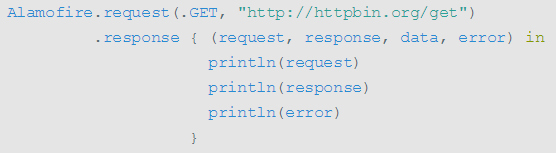 Alamofire.request(.GET, "http://httpbin.org/get")
.response { (request, response, data, error) in
println(request)
println(response)
println(error)
}